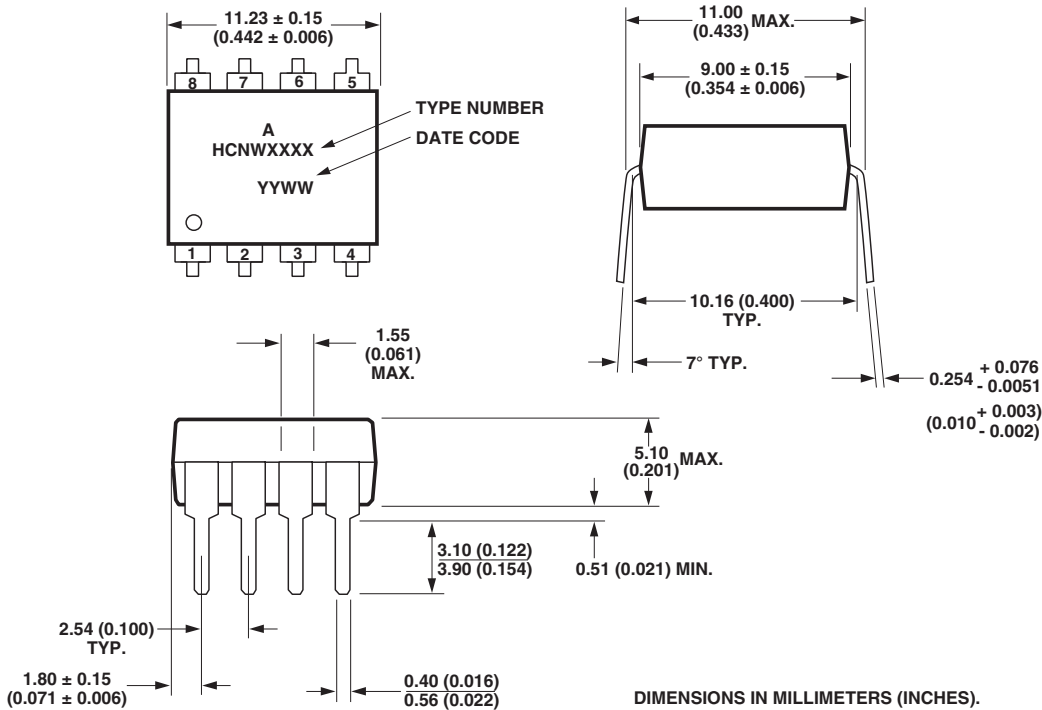 11.23 ± 0.15
(0.442 ± 0.006)
8 7 6 5
A
HCNWXXXX
YYWW
1 2 3 4
TYPE NUMBER
DATE CODE
11.00
(0.433) MAX.
9.00 ± 0.15
(0.354 ± 0.006)
10.16 (0.400)
TYP.
7° TYP.
0.254 + 0.076
- 0.0051
(0.010 + 0.003)
- 0.002)
1.55
(0.061)
MAX.
5.10
(0.201) MAX.
3.10 (0.122)
3.90 (0.154)
0.51 (0.021) MIN.
2.54 (0.100)
TYP.
1.80 ± 0.15
(0.071 ± 0.006)
0.40 (0.016)
0.56 (0.022)
DIMENSIONS IN MILLIMETERS (INCHES).